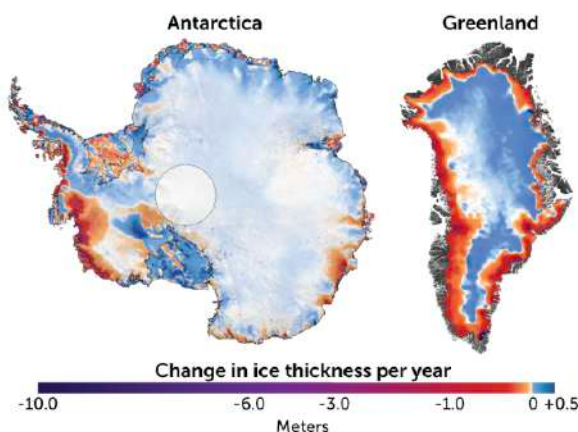 Antarctica Greenland
Change in ice thickness per year
-10.0 -6.0 -3.0 -1.0 0 +0.5
Meters